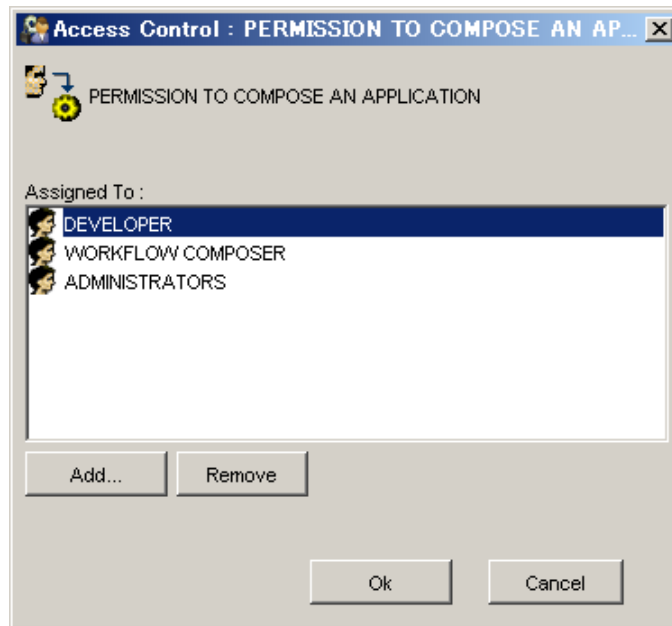 Access Control : PERMISSION TO COMPOSE AN AP...
PERMISSION TO COMPOSE AN APPLICATION
Assigned To :
DEVELOPER
WORKFLOW COMPOSER
ADMINISTRATORS
Add... Remove
Ok Cancel